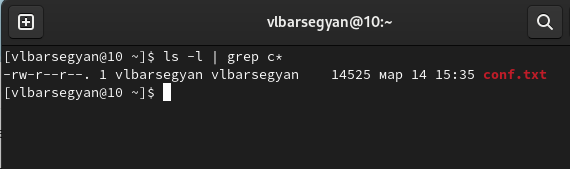 vlbarsegyan@10:~
[vlbarsegyan@10 ~]$ ls -l | grep c*
-rw-r--r--. 1 vlbarsegyan vlbarsegyan    14525 мар 14 15:35 conf.txt
[vlbarsegyan@10 ~]$